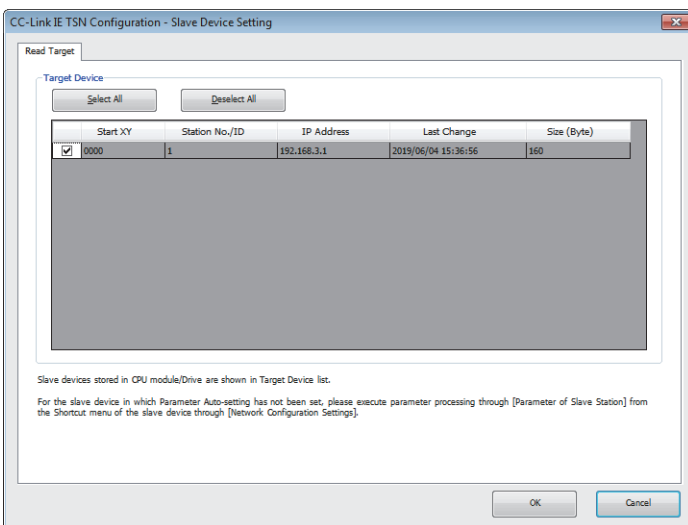 CC-Link IE TSN Configuration - Slave Device Setting
Read Target
Target Device
Select All Deselect All
Start XY Station No./ID IP Address Last Change Size (Byte)
0000 1 192.168.3.1 2019/06/04 15:36:56 160
Slave devices stored in CPU module/Drive are shown in Target Device list.
For the slave device in which Parameter Auto-setting has not been set, please execute parameter processing through [Parameter of Slave Station] from
the Shortcut menu of the slave device through [Network Configuration Settings].
OK Cancel